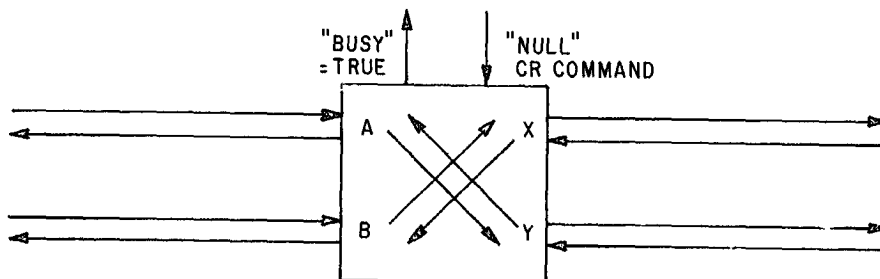 "BUSY"
= TRUE
"NULL"
CR COMMAND
A
X
B
Y